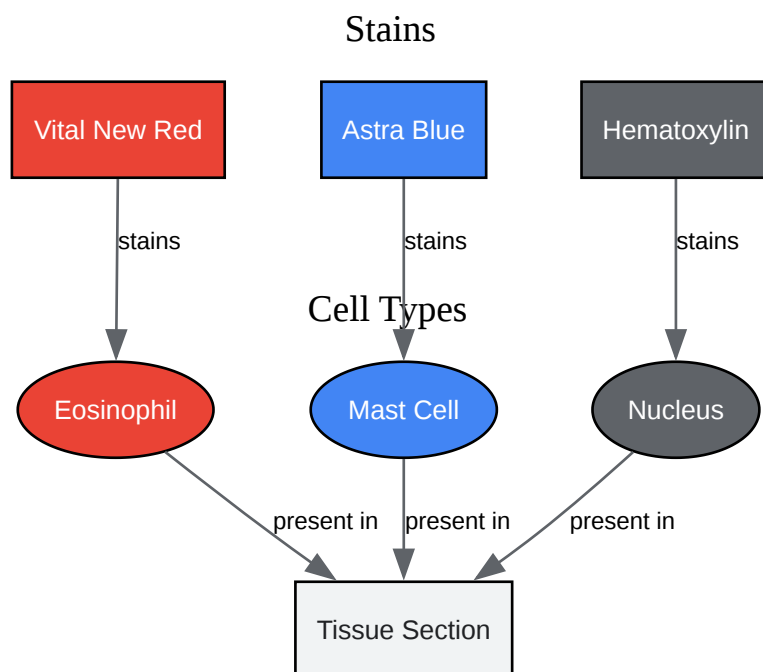 Stains
Vital New Red
Astra Blue
Hematoxylin
stains
stains
stains
Cell Types
Eosinophil
Mast Cell
Nucleus
present in
present in
present in
Tissue Section